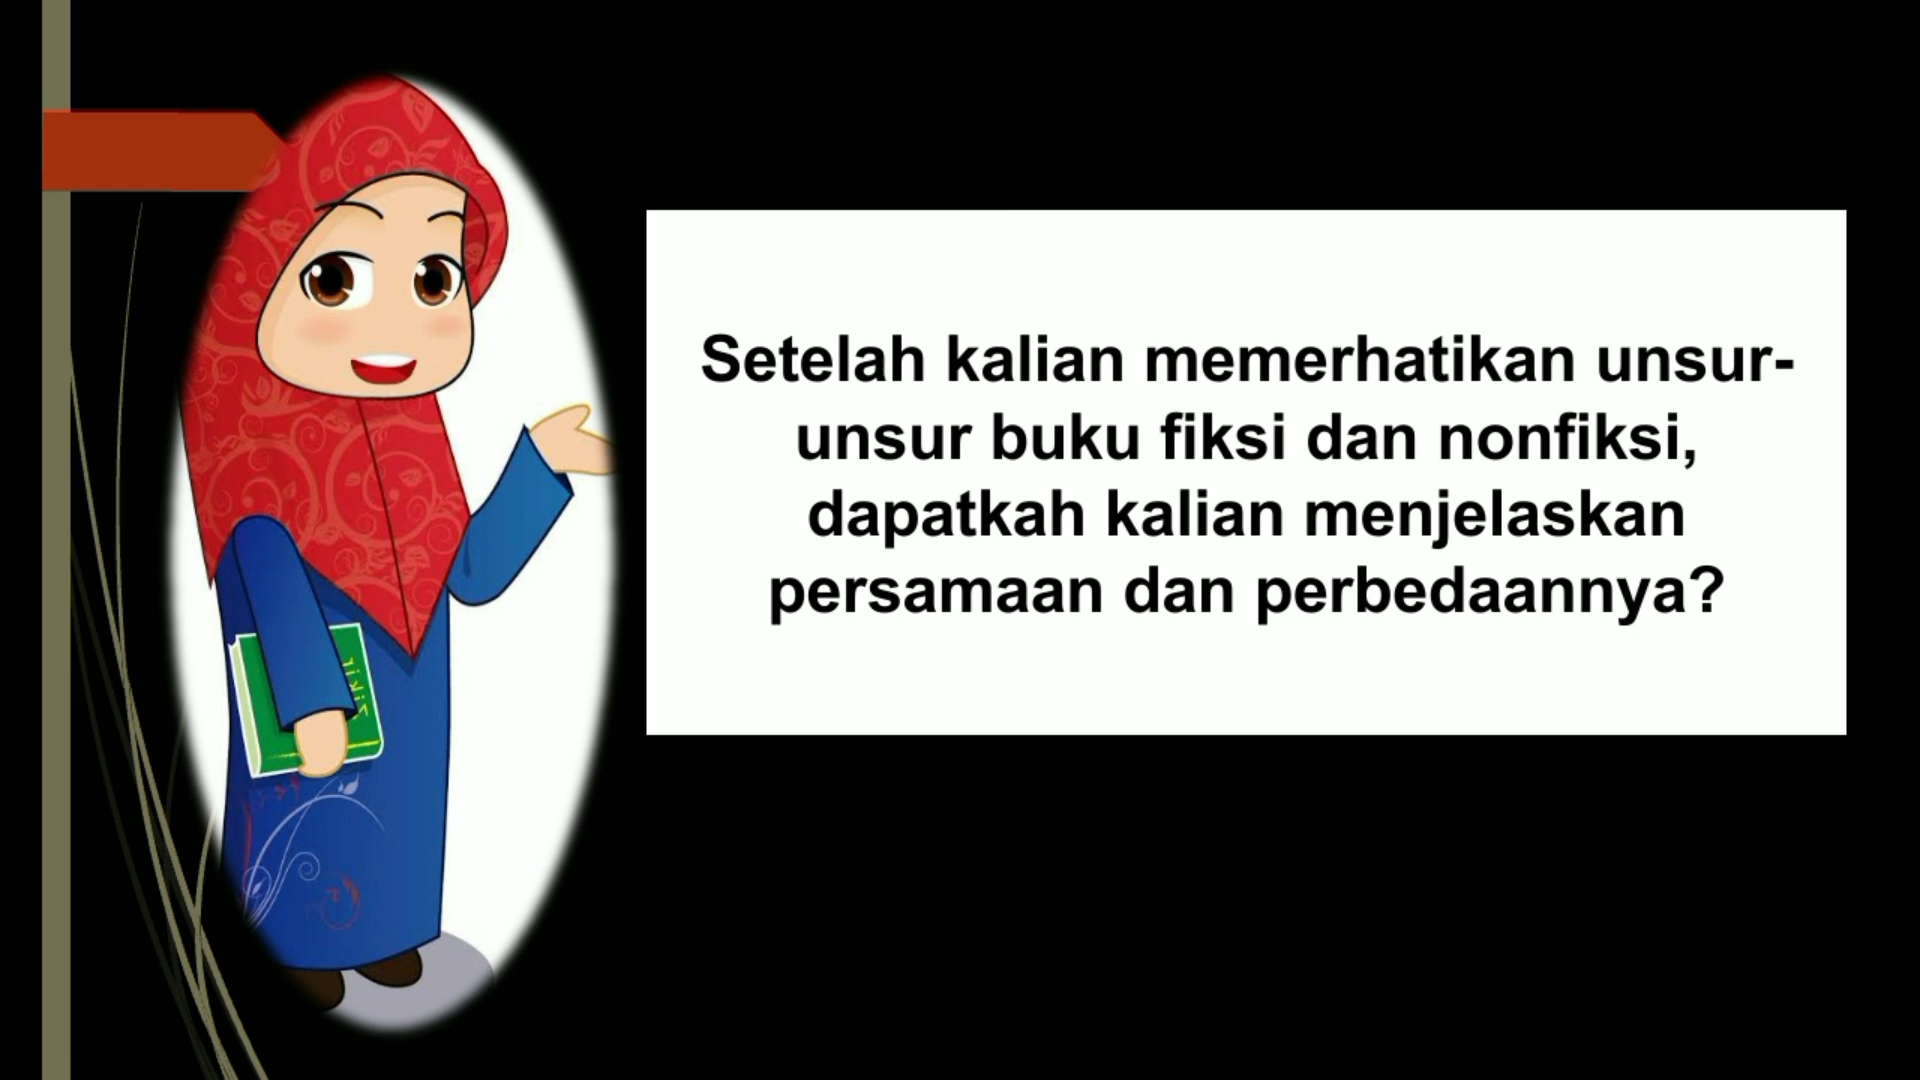 Setelah kalian memerhatikan unsur-
unsur buku fiksi dan nonfiksi,
dapatkah kalian menjelaskan
persamaan dan perbedaannya?